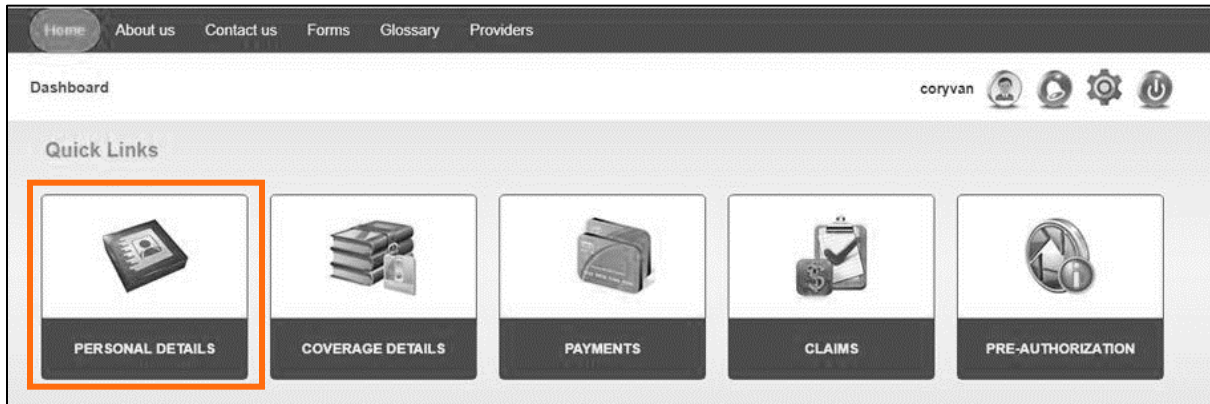 Home About us Contact us Forms Glossary Providers
Dashboard coryvan
Quick Links
PERSONAL DETAILS COVERAGE DETAILS PAYMENTS CLAIMS PRE-AUTHORIZATION